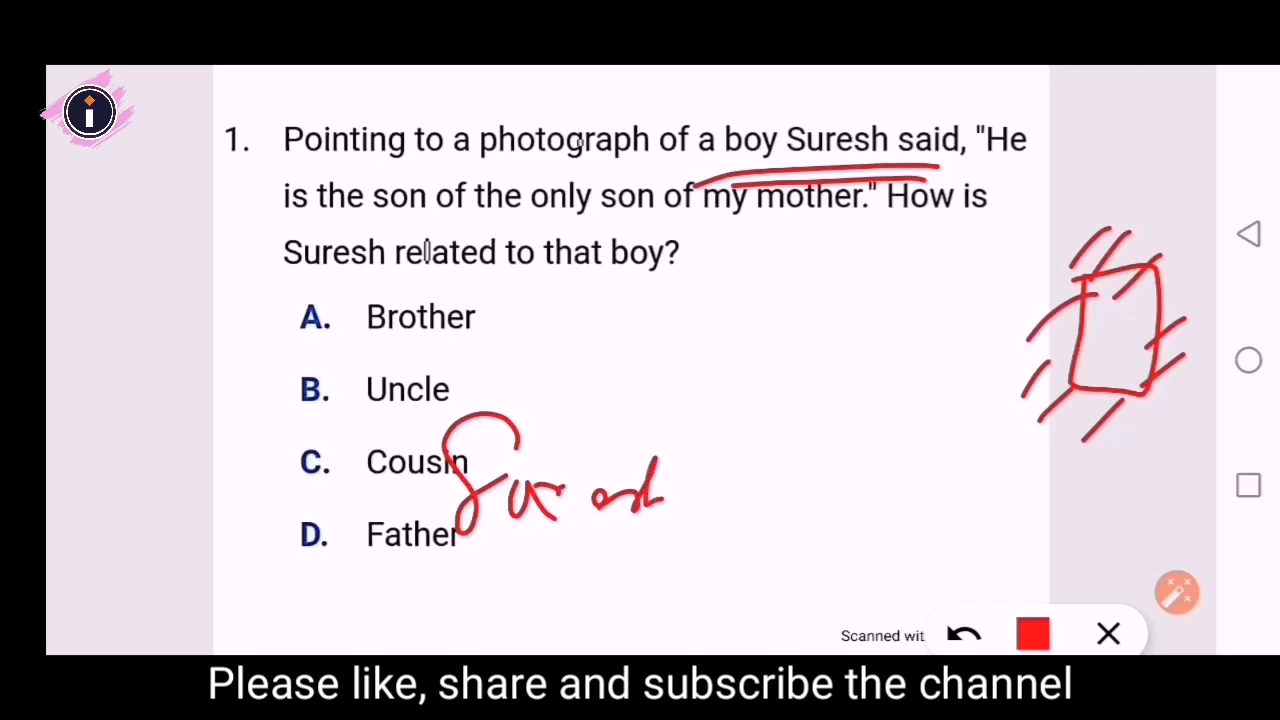 1. Pointing to a photograph of a boy Suresh said, "He
is the son of the only son of my mother." How is
Suresh related to that boy?
A. Brother
B. Uncle
C. Cousin
D. Father
Scanned wit
Please like, share and subscribe the channel